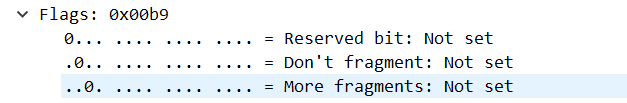 Flags: 0x00b9
0... .... .... .... = Reserved bit: Not set
.0.. .... .... .... = Don't fragment: Not set
..0. .... .... .... = More fragments: Not set